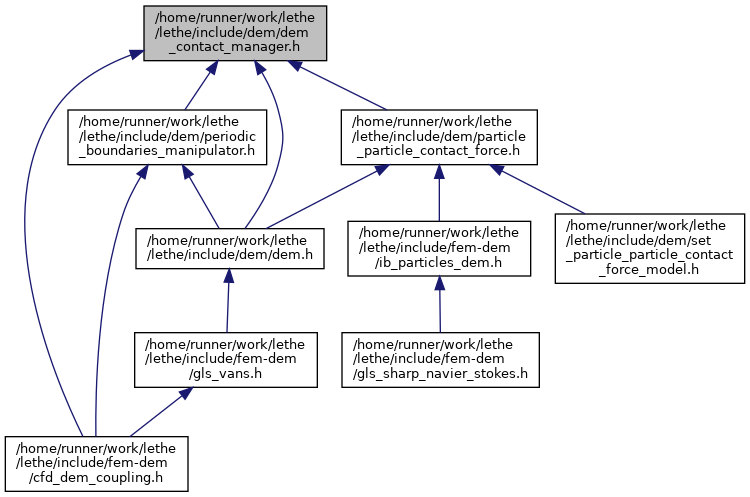 /home/runner/work/lethe
/lethe/include/dem/dem
_contact_manager.h
/home/runner/work/lethe
/lethe/include/dem/periodic
_boundaries_manipulator.h
/home/runner/work/lethe
/lethe/include/dem/particle
_particle_contact_force.h
/home/runner/work/lethe
/lethe/include/dem/dem.h
/home/runner/work/lethe
/lethe/include/fem-dem
/ib_particles_dem.h
/home/runner/work/lethe
/lethe/include/dem/set
_particle_particle_contact
_force_model.h
/home/runner/work/lethe
/lethe/include/fem-dem
/gls_vans.h
/home/runner/work/lethe
/lethe/include/fem-dem
/gls_sharp_navier_stokes.h
/home/runner/work/lethe
/lethe/include/fem-dem
/cfd_dem_coupling.h